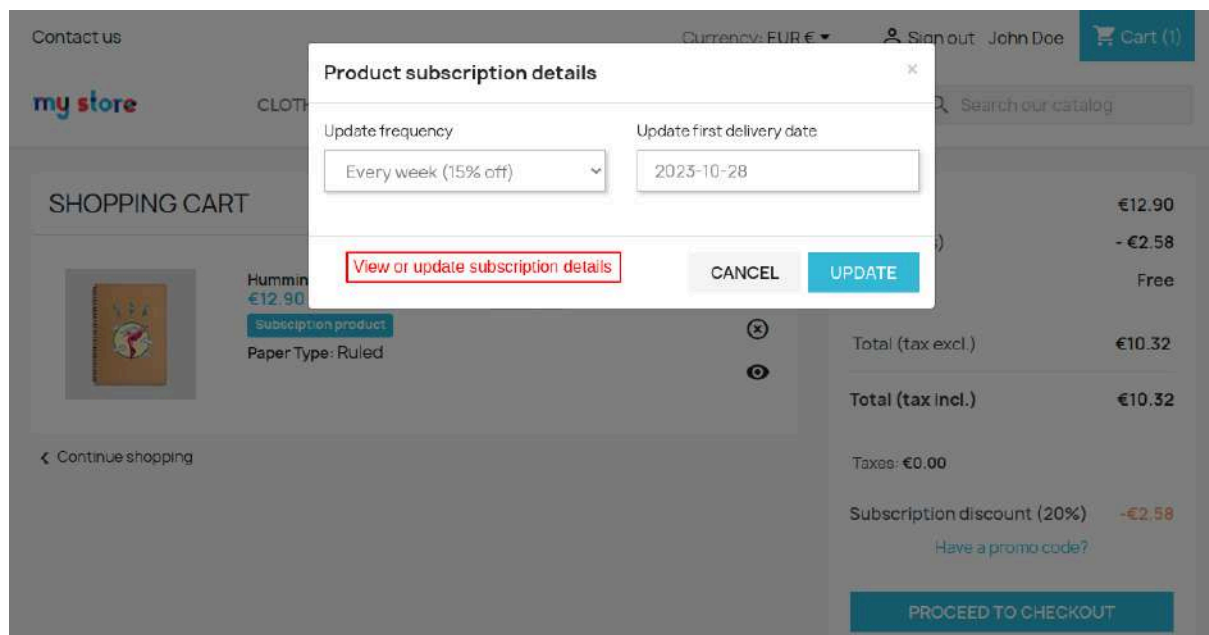 Contact us
Currency: EUR €
Sign out John Doe
Cart (1)
Product subscription details
×
my store
CLOTH
Search our catalog
Update frequency
Update first delivery date
Every week (15% off)
2023-10-28
SHOPPING CART
€12.90
s)
- €2.58
View or update subscription details
CANCEL
UPDATE
Hummin
Free
€12.90
Subsciption product
Paper Type: Ruled
Total (tax excl.)
€10.32
Total (tax incl.)
€10.32
Continue shopping
Taxes: €0.00
Subscription discount (20%)
-€2.58
Have a promo code?
PROCEED TO CHECKOUT